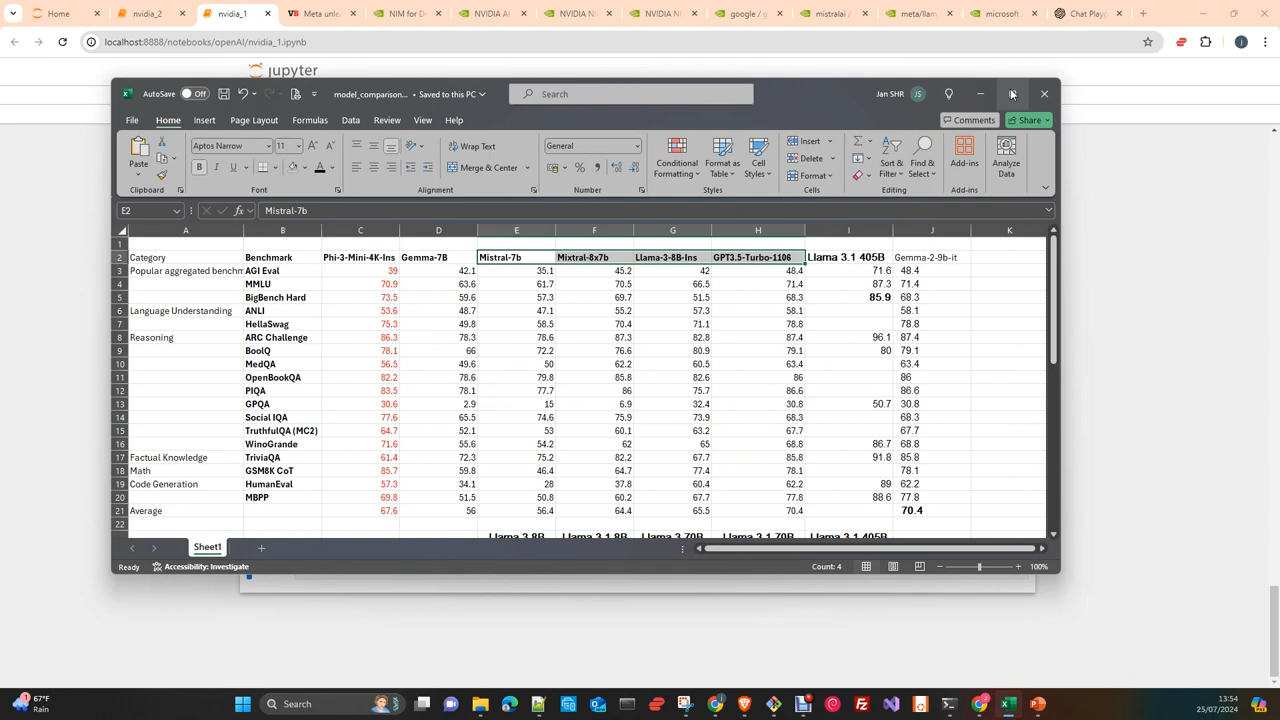 Home
nvidia_2
nvidia_1
Meta unle
NIM for D
NVIDIA AI
NVIDIA NI
NVIDIA NI
google / g
mistralai /
meta/llam
microsoft
Chat Playg
localhost:8888/notebooks/openAI/nvidia_1.ipynb
jupyter
AutoSave Off model_comparison... • Saved to this PC Search Jan SHR JS
File Home Insert Page Layout Formulas Data Review View Help Comments Share
Paste Aptos Narrow 11 Wrap Text General Conditional Formatting Format as Table Cell Styles Insert Sort & Filter Find & Select Add-ins Analyze Data
B I U Merge & Center Delete
Format
Clipboard Font Alignment Number Styles Cells Editing Add-ins
E2 fx Mistral-7b
A B C D E F G H I J K
1
2 Category Benchmark Phi-3-Mini-4K-Ins Gemma-7B Mistral-7b Mixtral-8x7b Llama-3-8B-Ins GPT3.5-Turbo-1106 Llama 3.1 405B Gemma-2-9b-it
3 Popular aggregated benchm AGI Eval 39 42.1 35.1 45.2 42 48.4 71.6 48.4
4 MMLU 70.9 63.6 61.7 70.5 66.5 71.4 87.3 71.4
5 BigBench Hard 73.5 59.6 57.3 69.7 51.5 68.3 85.9 68.3
6 Language Understanding ANLI 53.6 48.7 47.1 55.2 57.3 58.1 58.1
7 HellaSwag 75.3 49.8 58.5 70.4 71.1 78.8 78.8
8 Reasoning ARC Challenge 86.3 78.3 78.6 87.3 82.8 87.4 96.1 87.4
9 BoolQ 78.1 66 72.2 76.6 80.9 79.1 80 79.1
10 MedQA 56.5 49.6 50 62.2 60.5 63.4 63.4
11 OpenBookQA 82.2 78.6 79.8 85.8 82.6 86 86
12 PIQA 83.5 78.1 77.7 86 75.7 86.6 86.6
13 GPQA 30.6 2.9 15 6.9 32.4 30.8 50.7 30.8
14 Social IQA 77.6 65.5 74.6 75.9 73.9 68.3 68.3
15 TruthfulQA (MC2) 64.7 52.1 53 60.1 63.2 67.7 67.7
16 WinoGrande 71.6 55.6 54.2 62 65 68.8 86.7 68.8
17 Factual Knowledge TriviaQA 61.4 72.3 75.2 82.2 67.7 85.8 91.8 85.8
18 Math GSM8K CoT 85.7 59.8 46.4 64.7 77.4 78.1 78.1
19 Code Generation HumanEval 57.3 34.1 28 37.8 60.4 62.2 89 62.2
20 MBPP 69.8 51.5 50.8 60.2 67.7 77.8 88.6 77.8
21 Average 67.6 56 56.4 64.4 65.5 70.4 70.4
22
Llama 3 8B Llama 3.1 8B Llama 3 70B Llama 3.1 70B Llama 3.1 405B
Sheet1
Ready Accessibility: Investigate Count: 4 100%
1 67°F
Rain
Search
13:54
25/07/2024